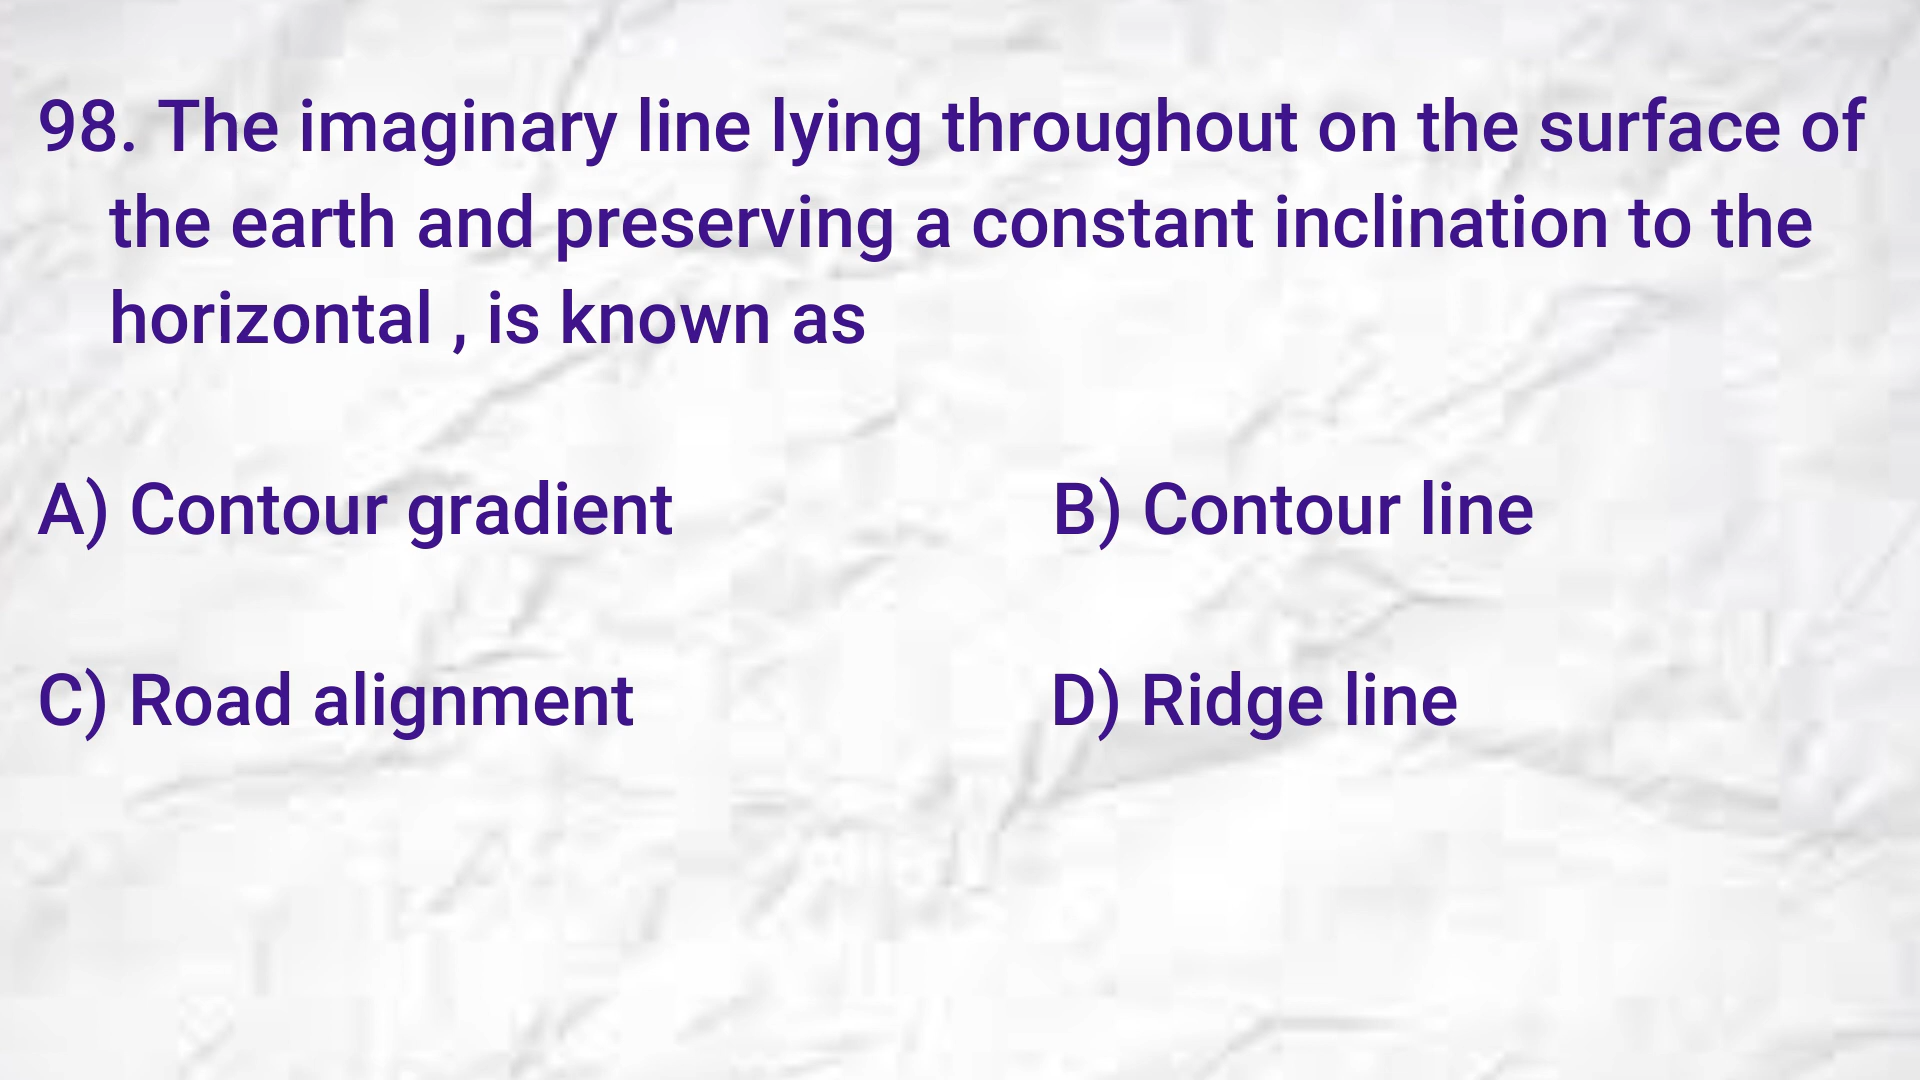 98. The imaginary line lying throughout on the surface of
the earth and preserving a constant inclination to the
horizontal , is known as
A) Contour gradient B) Contour line
C) Road alignment D) Ridge line